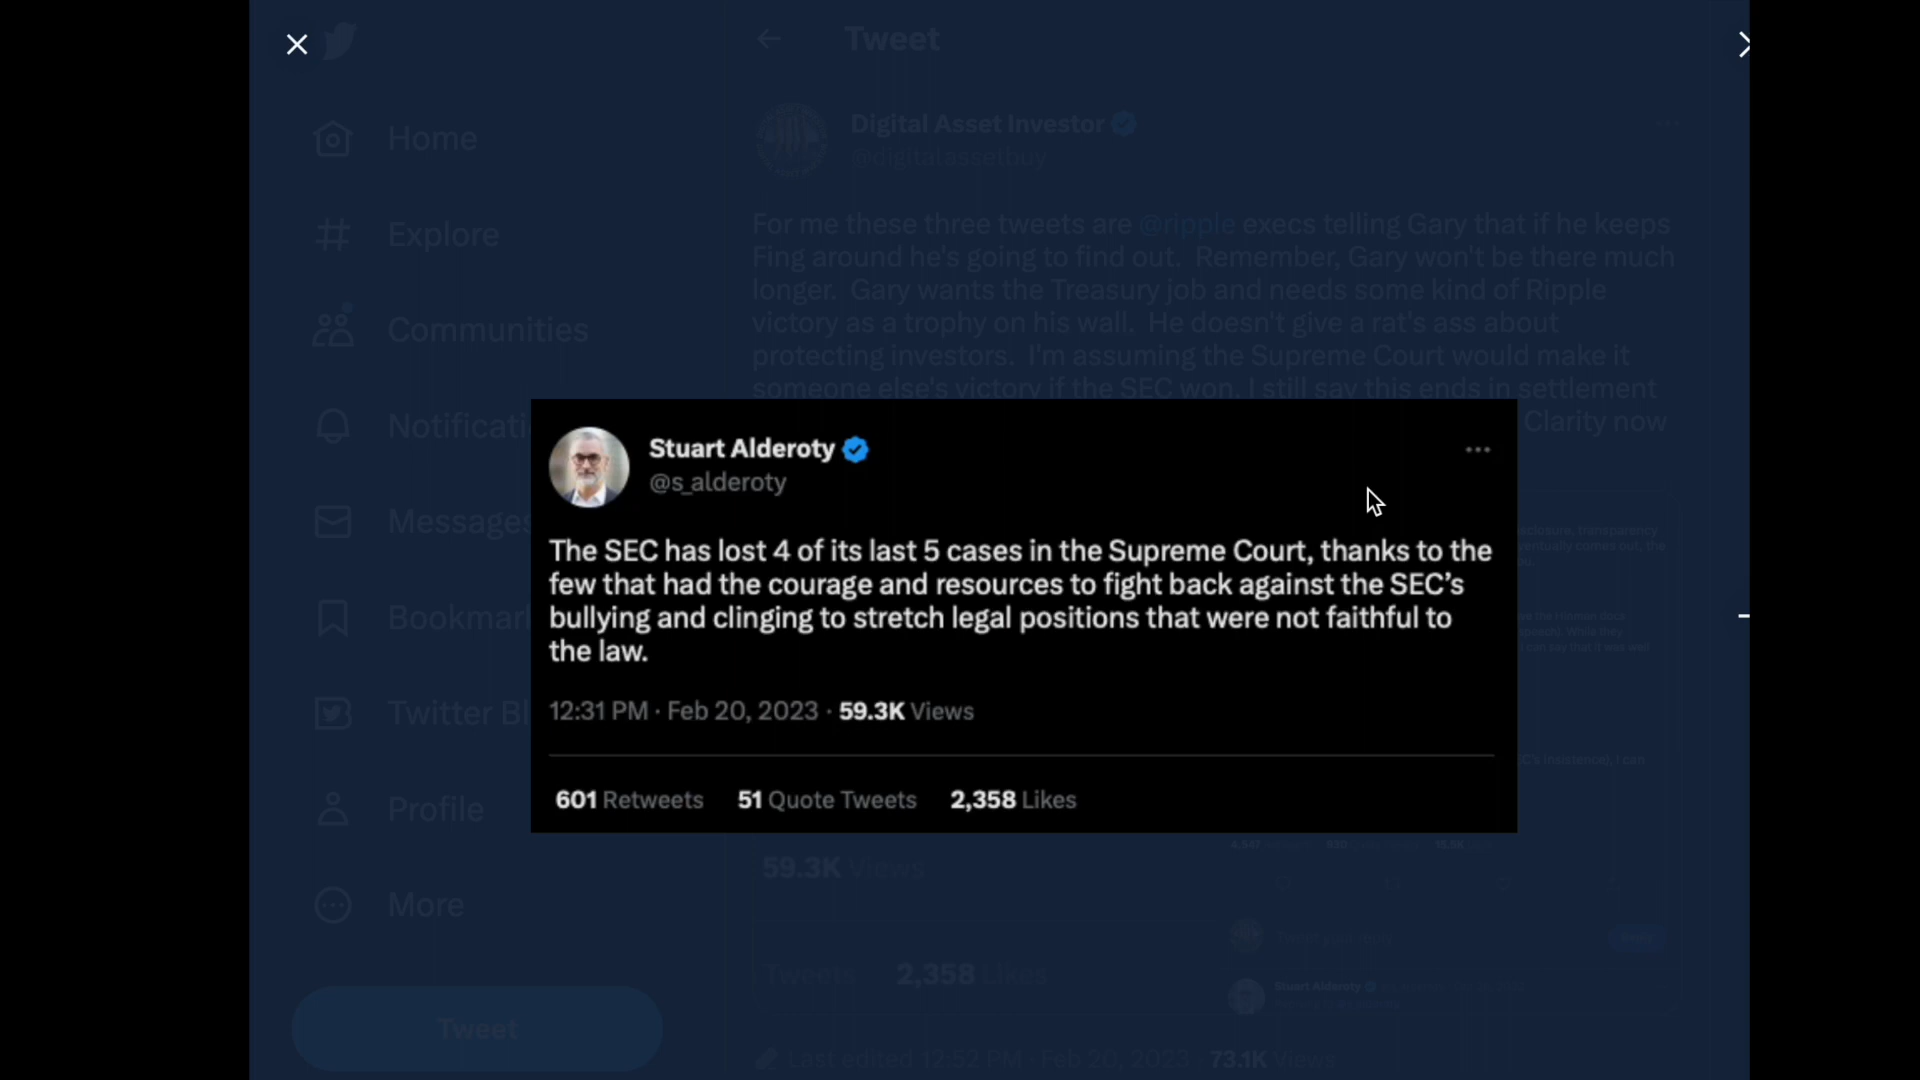 Tweet
Home
Explore
Communities
Notificati
Messages
Bookmar
Twitter Bl
Profile
More
Tweet
Digital Asset Investor
@digitalassetbuy
For me these three tweets are @ripple execs telling Gary that if he keeps
Fing around he's going to find out. Remember, Gary won't be there much
longer. Gary wants the Treasury job and needs some kind of Ripple
victory as a trophy on his wall. He doesn't give a rat's ass about
protecting investors. I'm assuming the Supreme Court would make it
someone else's victory if the SEC won. I still say this ends in settlement
Clarity now
Stuart Alderoty
@s_alderoty
The SEC has lost 4 of its last 5 cases in the Supreme Court, thanks to the
few that had the courage and resources to fight back against the SEC's
bullying and clinging to stretch legal positions that were not faithful to
the law.
12:31 PM · Feb 20, 2023 · 59.3K Views
601 Retweets 51 Quote Tweets 2,358 Likes
59.3K Views
Tweets 2,358 Likes
Stuart Alderoty
Last edited 12:52 PM · Feb 20, 2023 · 73.1K Views